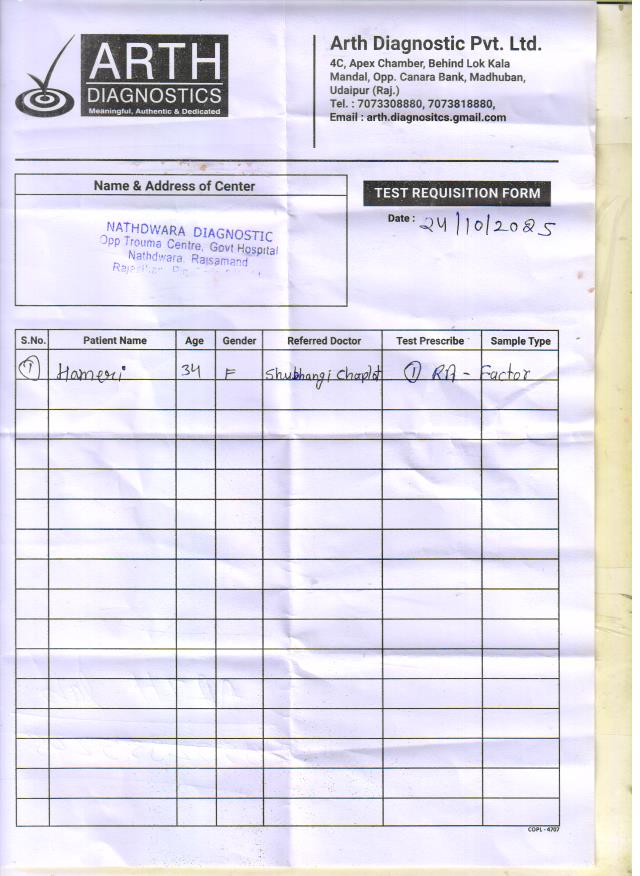 ARTH
DIAGNOSTICS
Meaningful, Authentic & Dedicated
Arth Diagnostic Pvt. Ltd.
4C, Apex Chamber, Behind Lok Kala
Mandal, Opp. Canara Bank, Madhuban,
Udaipur (Raj.)
Tel. : 7073308880, 7073818880,
Email : arth.diagnositcs.gmail.com
Name & Address of Center
NATHDWARA DIAGNOSTIC
Opp Trouma Centre, Govt Hospital
Nathdwara, Rajsamand
TEST REQUISITION FORM
Date : 24/10/2025
S.No. Patient Name Age Gender Referred Doctor Test Prescribe Sample Type
1 Hameri 34 F Shubhangi Chaplot 1 RA - Factor
COPL - 4707